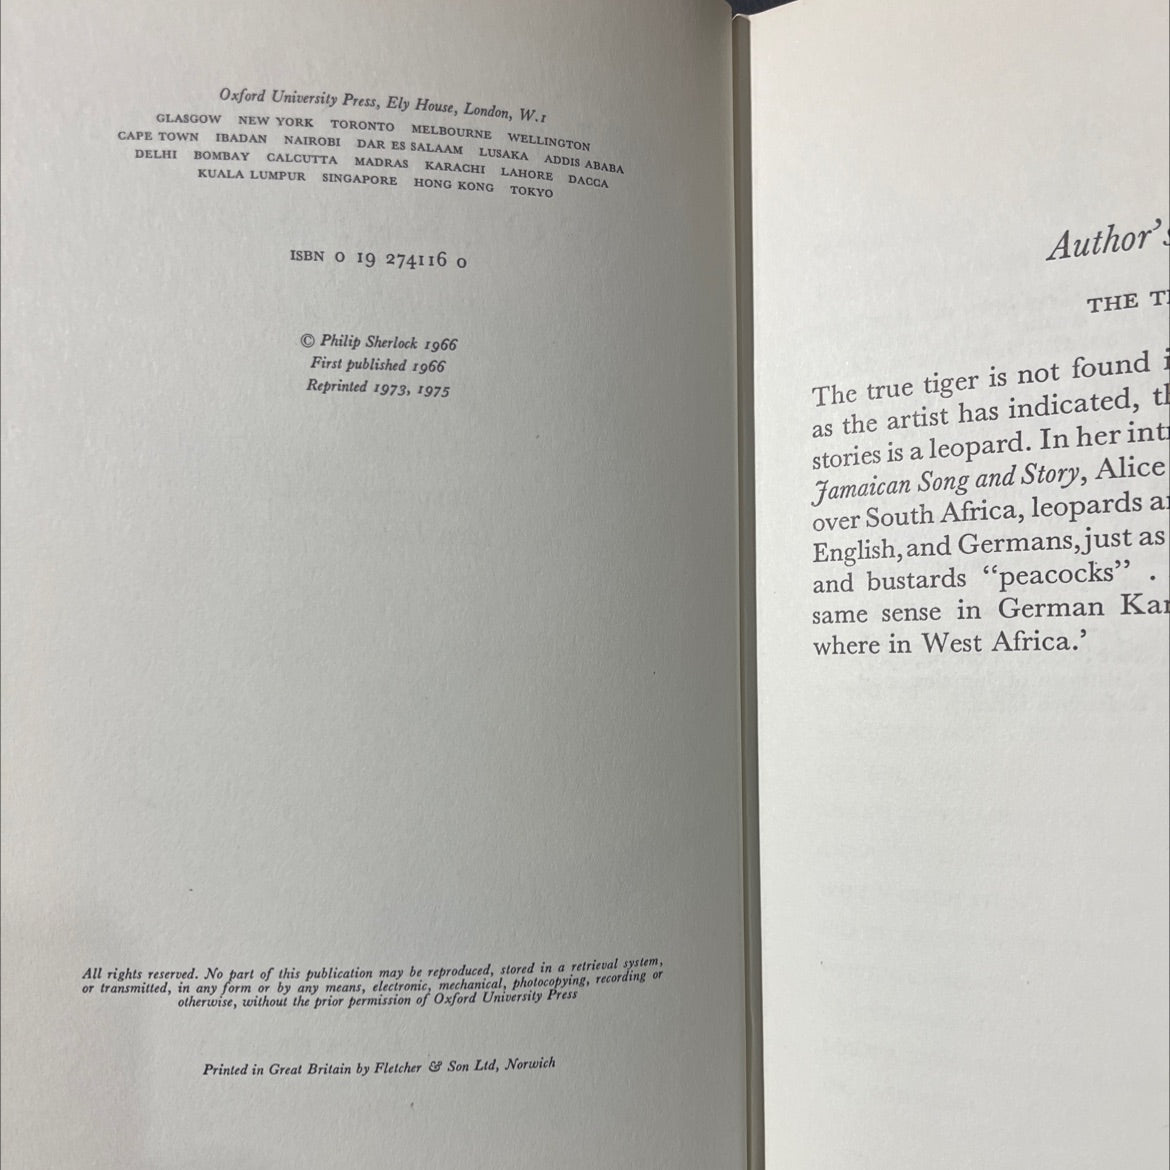 Oxford University Press, Ely House, London, W.1
GLASGOW NEW YORK TORONTO MELBOURNE WELLINGTON
CAPE TOWN IBADAN NAIROBI DAR ES SALAAM LUSAKA ADDIS ABABA
DELHI BOMBAY CALCUTTA MADRAS KARACHI LAHORE DACCA
KUALA LUMPUR SINGAPORE HONG KONG TOKYO
ISBN 0 19 274116 0
© Philip Sherlock 1966
First published 1966
Reprinted 1973, 1975
All rights reserved. No part of this publication may be reproduced, stored in a retrieval system,
or transmitted, in any form or by any means, electronic, mechanical, photocopying, recording or
otherwise, without the prior permission of Oxford University Press
Printed in Great Britain by Fletcher & Son Ltd, Norwich
Author's
THE
The true tiger is not found
as the artist has indicated,
stories is a leopard. In her
Jamaican Song and Story, Alice
over South Africa, leopards
English, and Germans, just as
and bustards “peacocks” .
same sense in German
where in West Africa.’